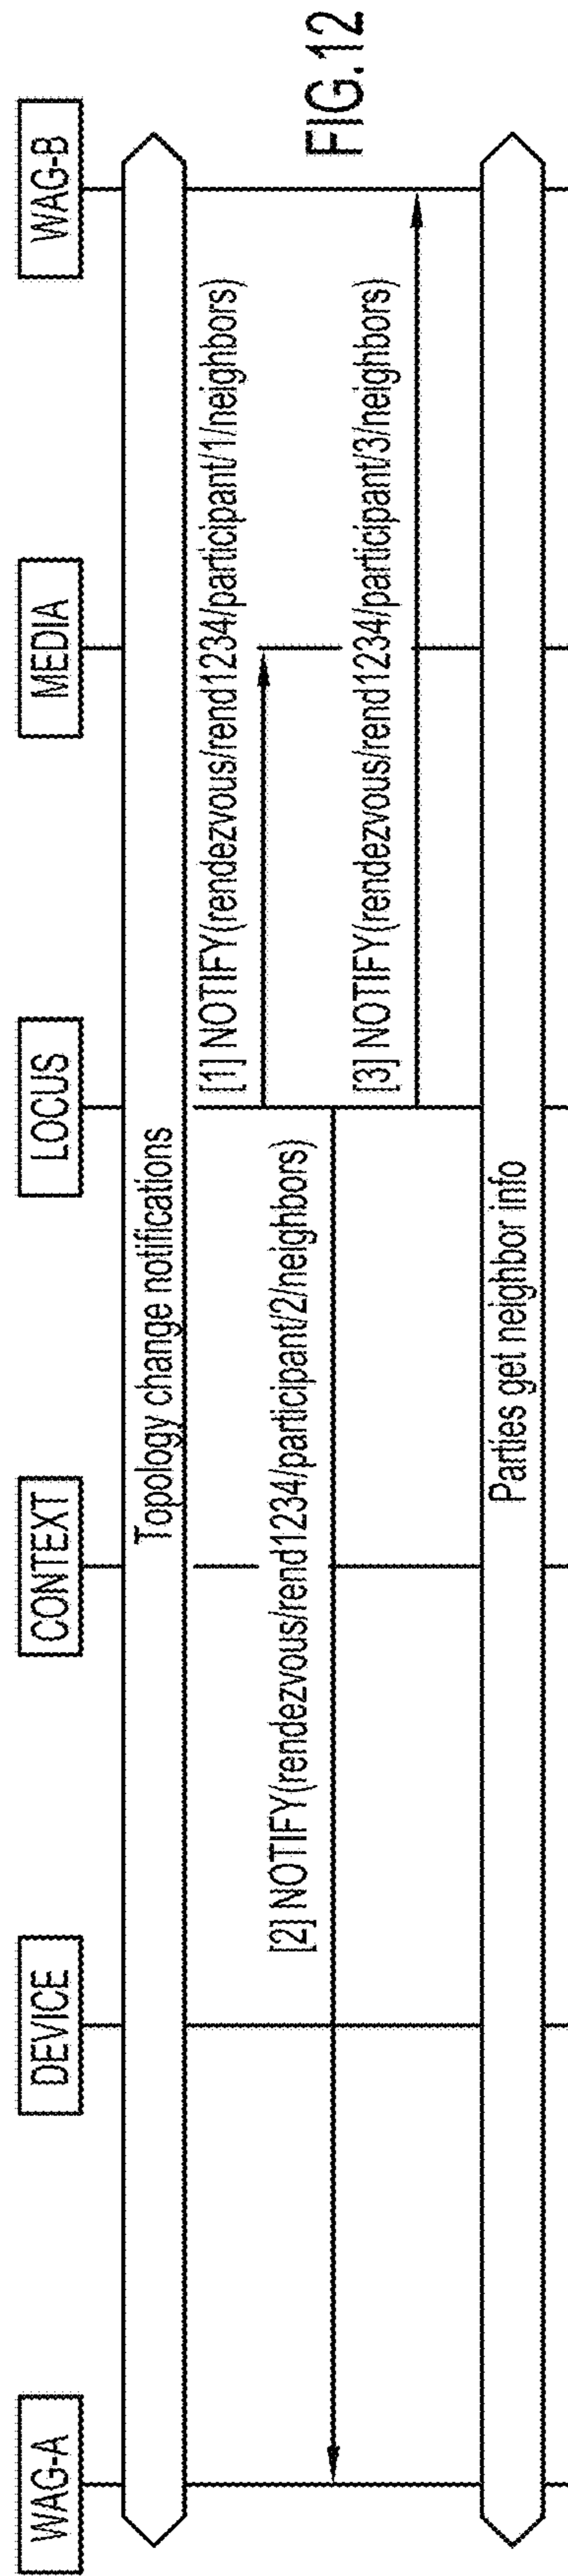 WAG-A
DEVICE
CONTEXT
LOCUS
MEDIA
WAG-B
Topology change notifications
[1] NOTIFY(rendezvous/rend1234/participant/1/neighbors)
[2] NOTIFY(rendezvous/rend1234/participant/2/neighbors)
[3] NOTIFY(rendezvous/rend1234/participant/3/neighbors)
Parties get neighbor info
FIG.12